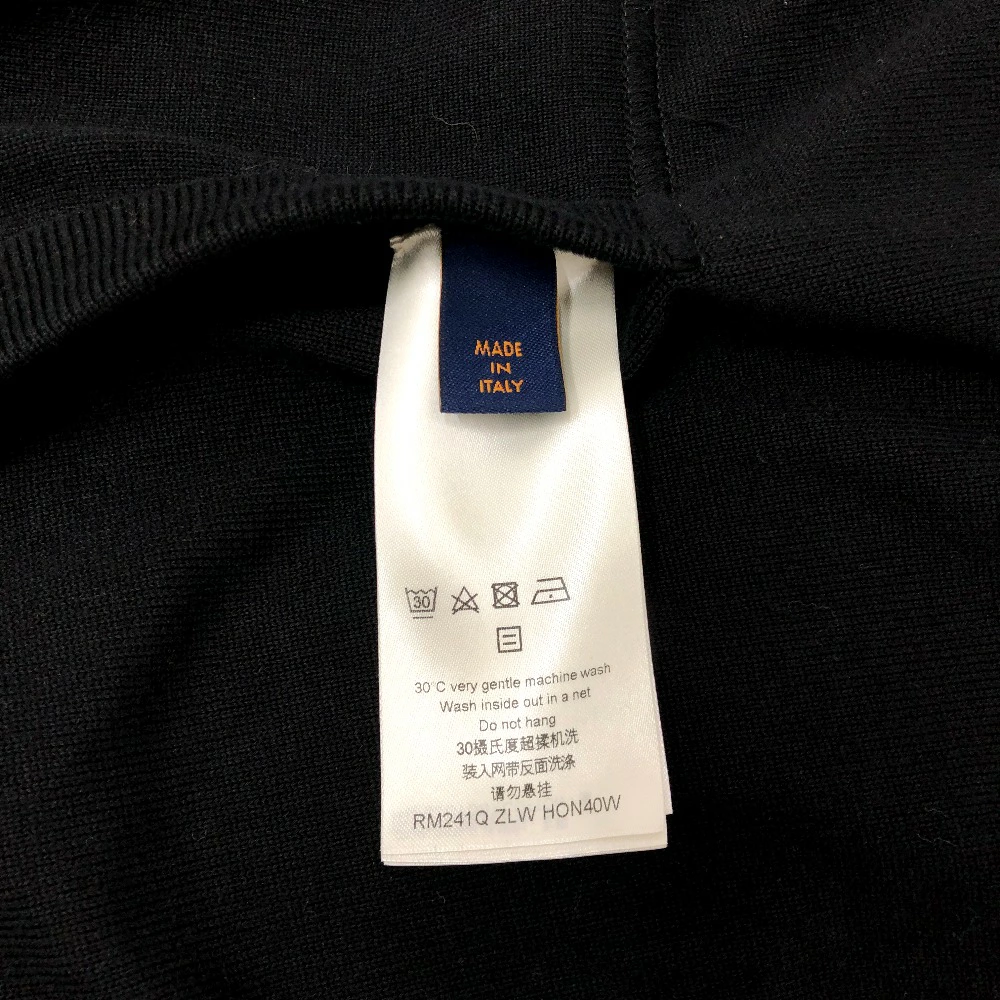 MADE
IN
ITALY
30
30°C very gentle machine wash
Wash inside out in a net
Do not hang
30摄氏度超揉机洗
装入网带反面洗涤
请勿悬挂
RM241Q ZLW HON40W